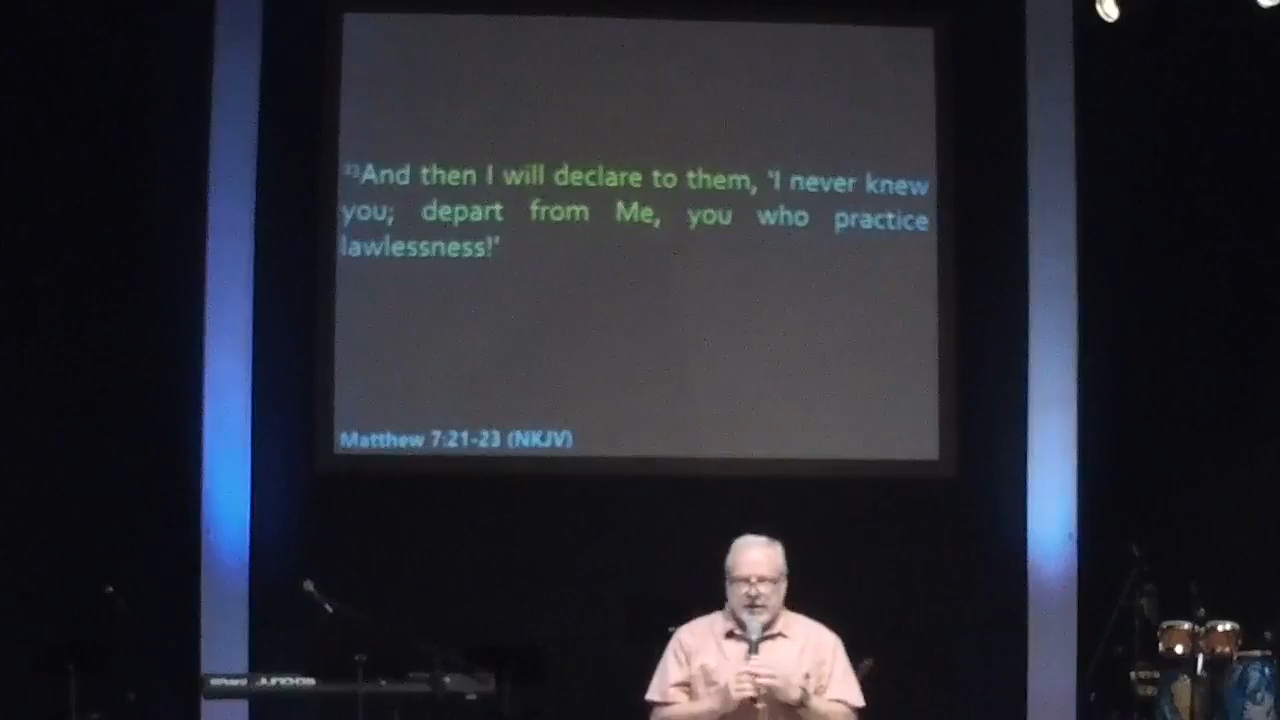 23And then I will declare to them, 'I never knew
you; depart from Me, you who practice
lawlessness!'
Matthew 7:21-23 (NKJV)